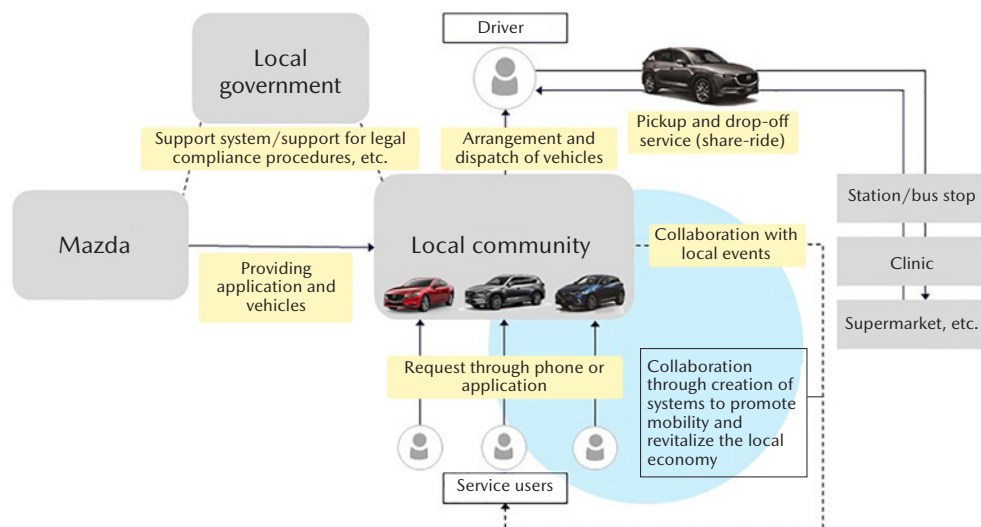 Driver
Local
government
Support system/support for legal
compliance procedures, etc.
Arrangement and
dispatch of vehicles
Pickup and drop-off
service (share-ride)
Station/bus stop
Mazda
Local community
Collaboration with
local events
Clinic
Providing
application and
vehicles
Supermarket, etc.
Request through phone or
application
Collaboration
through creation of
systems to promote
mobility and
revitalize the local
economy
Service users